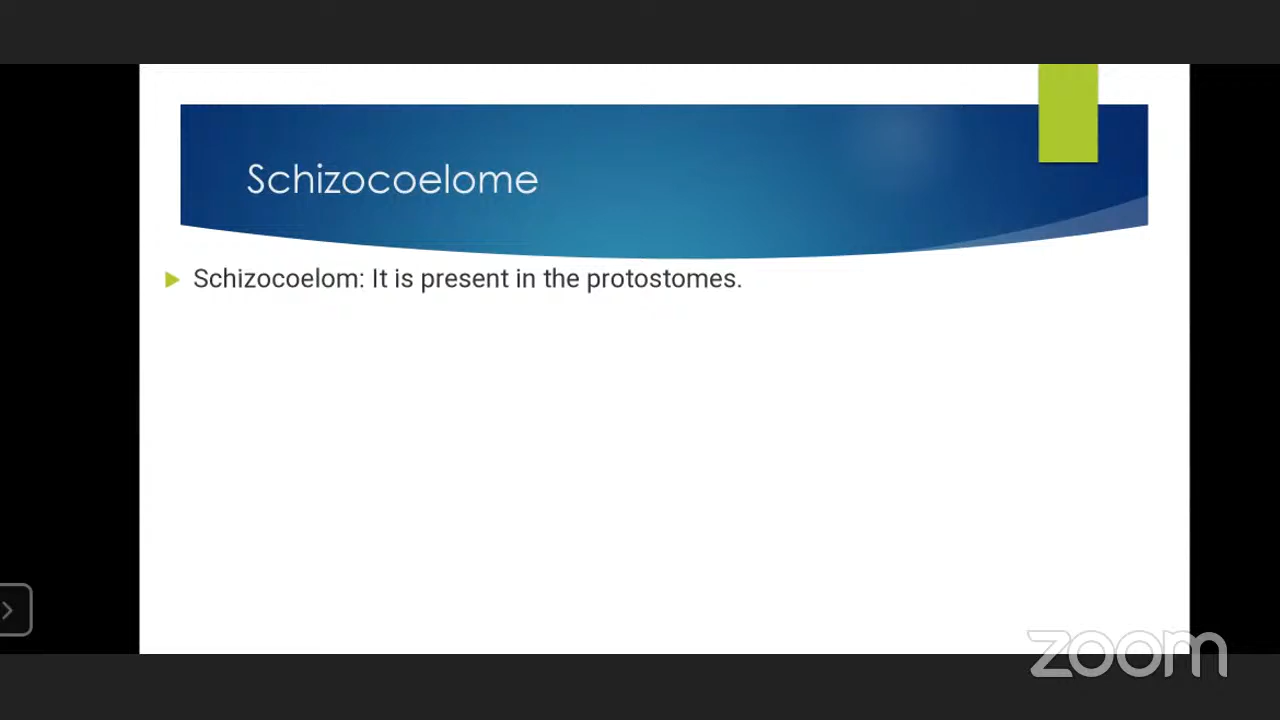 Schizocoelome
Schizocoelom: It is present in the protostomes.
zoom